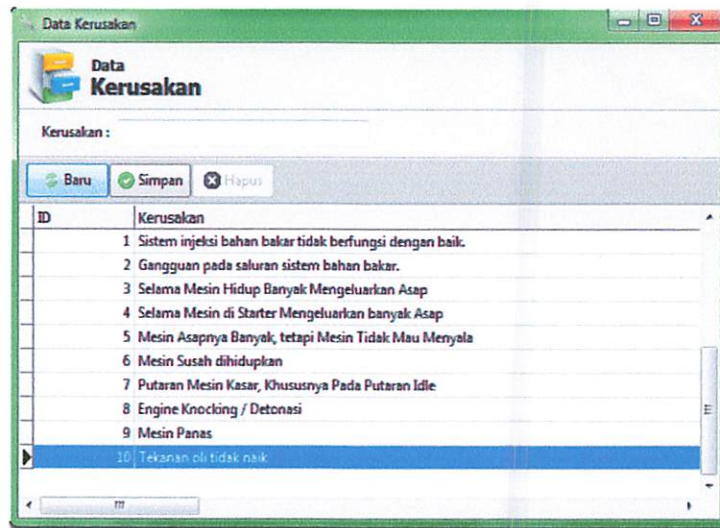 Data Kerusakan
Data
Kerusakan
Kerusakan :
Baru Simpan Hapus
ID Kerusakan
1 Sistem injeksi bahan bakar tidak berfungsi dengan baik.
2 Gangguan pada saluran sistem bahan bakar.
3 Selama Mesin Hidup Banyak Mengeluarkan Asap
4 Selama Mesin di Starter Mengeluarkan banyak Asap
5 Mesin Asapnya Banyak, tetapi Mesin Tidak Mau Menyala
6 Mesin Susah dihidupkan
7 Putaran Mesin Kasar, Khususnya Pada Putaran Idle
8 Engine Knocking / Detonasi
9 Mesin Panas
10 Tekanan oli tidak naik